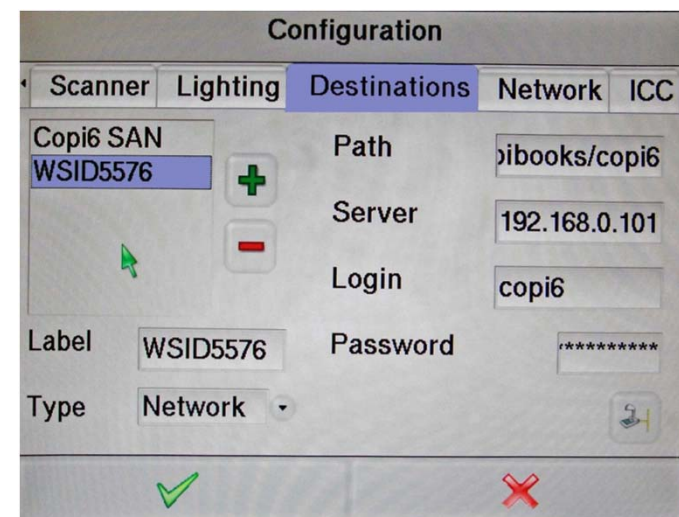 Configuration
Scanner Lighting Destinations Network ICC
Copi6 SAN
WSID5576
Path
ibooks/copi6
Server
192.168.0.101
Login
copi6
Label
WSID5576
Password
**********
Type
Network